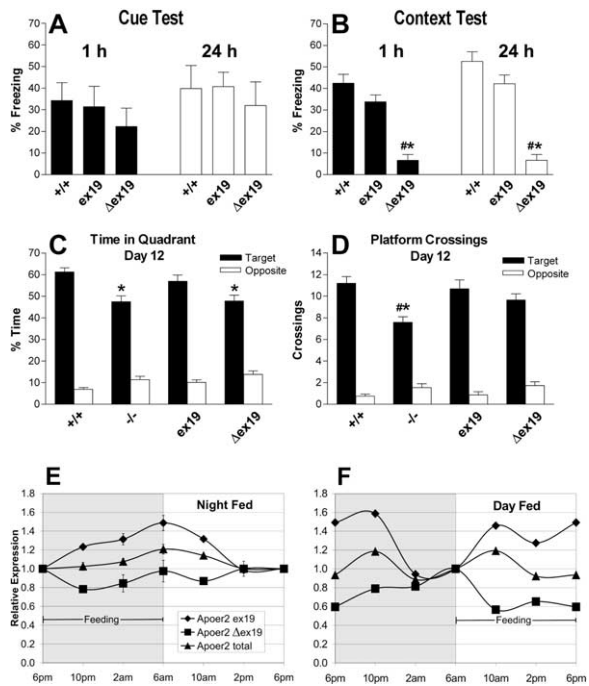 A Cue Test
1 h 24 h
% Freezing
70
60
50
40
30
20
10
0
+/+ ex19 Δex19 +/+ ex19 Δex19
B Context Test
1 h 24 h
% Freezing
70
60
50
40
30
20
10
0
#* #*
+/+ ex19 Δex19 +/+ ex19 Δex19
C Time in Quadrant
Day 12
Target
Opposite
% Time
70
60
50
40
30
20
10
0
* *
+/+ -/- ex19 Δex19
D Platform Crossings
Day 12
Target
Opposite
Crossings
14
12
10
8
6
4
2
0
#*
+/+ -/- ex19 Δex19
E Night Fed
Relative Expression
1.8
1.6
1.4
1.2
1.0
0.8
0.6
0.4
0.2
0.0
Feeding
Apoer2 ex19
Apoer2 Δex19
Apoer2 total
6pm 10pm 2am 6am 10am 2pm 6pm
F Day Fed
1.8
1.6
1.4
1.2
1.0
0.8
0.6
0.4
0.2
0.0
Feeding
6pm 10pm 2am 6am 10am 2pm 6pm